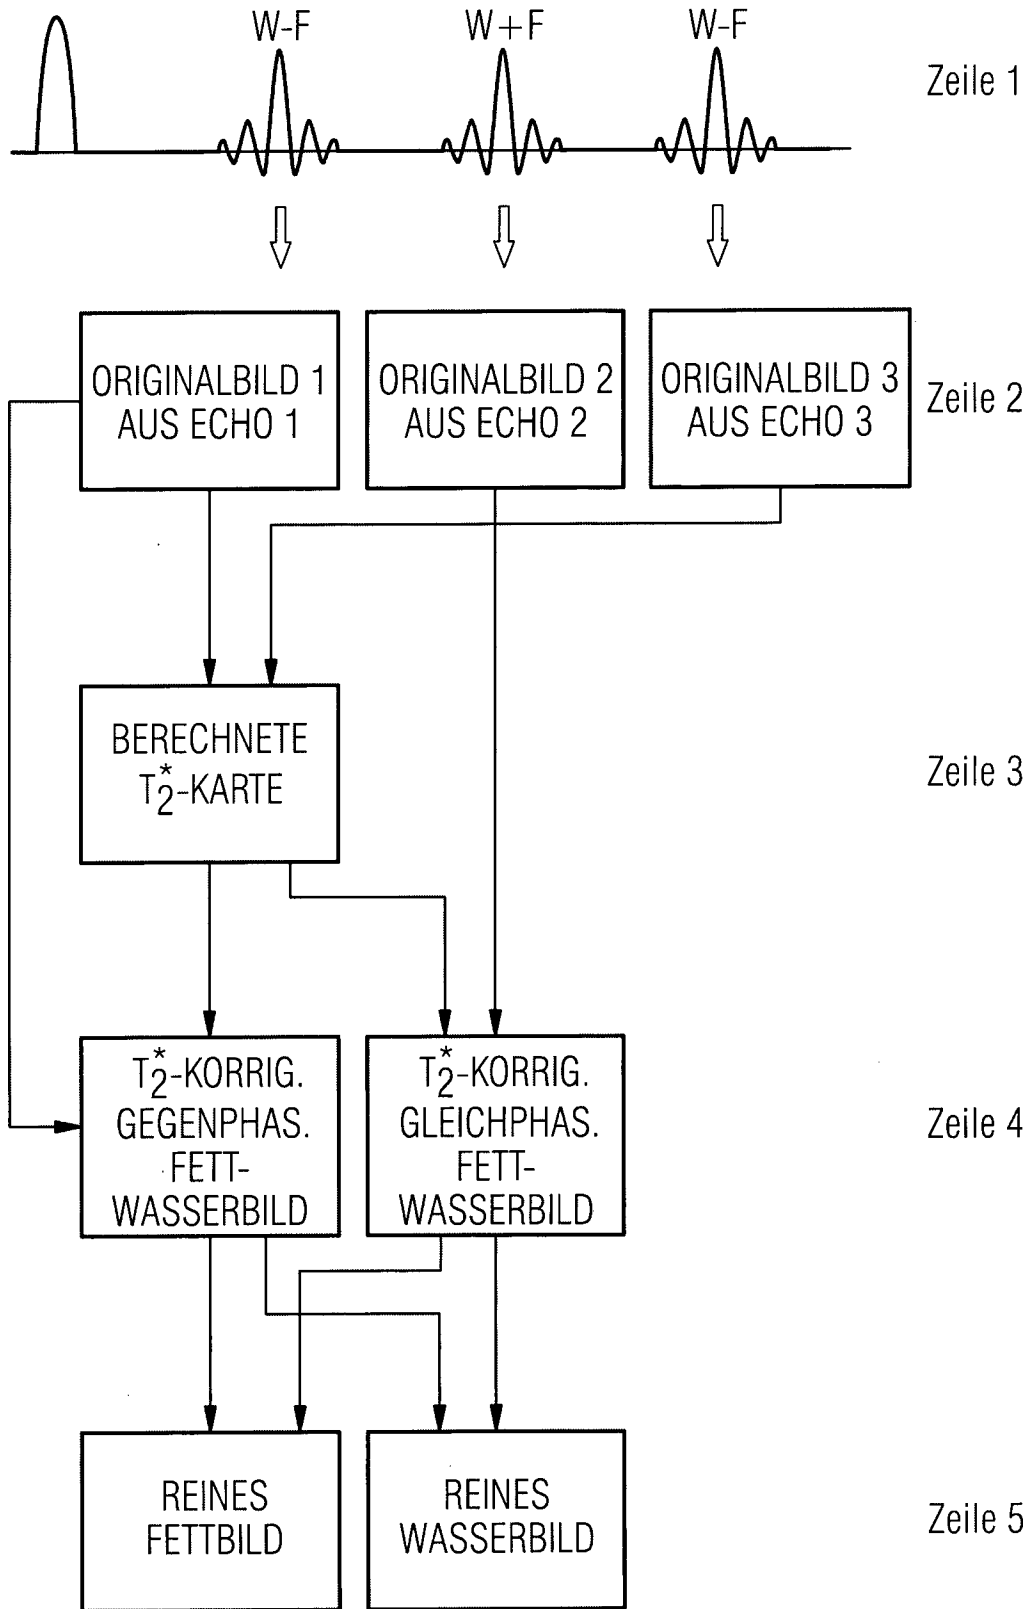 W-F W+F W-F
Zeile 1
ORIGINALBILD 1
AUS ECHO 1
ORIGINALBILD 2
AUS ECHO 2
ORIGINALBILD 3
AUS ECHO 3
Zeile 2
BERECHNETE
T₂*-KARTE
Zeile 3
T₂*-KORRIG.
GEGENPHAS.
FETT-
WASSERBILD
T₂*-KORRIG.
GLEICHPHAS.
FETT-
WASSERBILD
Zeile 4
REINES
FETTBILD
REINES
WASSERBILD
Zeile 5